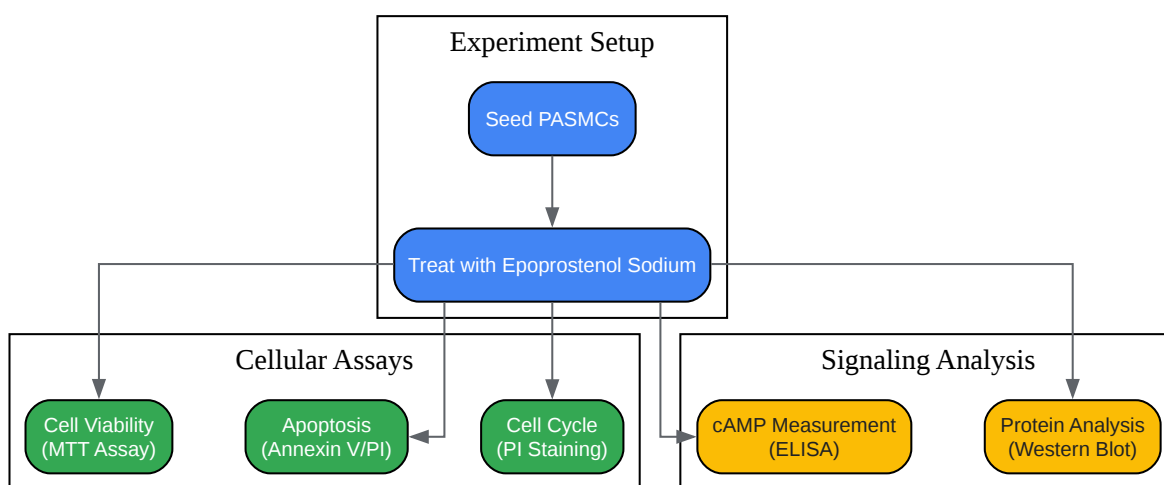 Experiment Setup
Seed PASMCs
Treat with Epoprostenol Sodium
Cellular Assays
Signaling Analysis
Cell Viability
(MTT Assay)
Apoptosis
(Annexin V/PI)
Cell Cycle
(PI Staining)
cAMP Measurement
(ELISA)
Protein Analysis
(Western Blot)